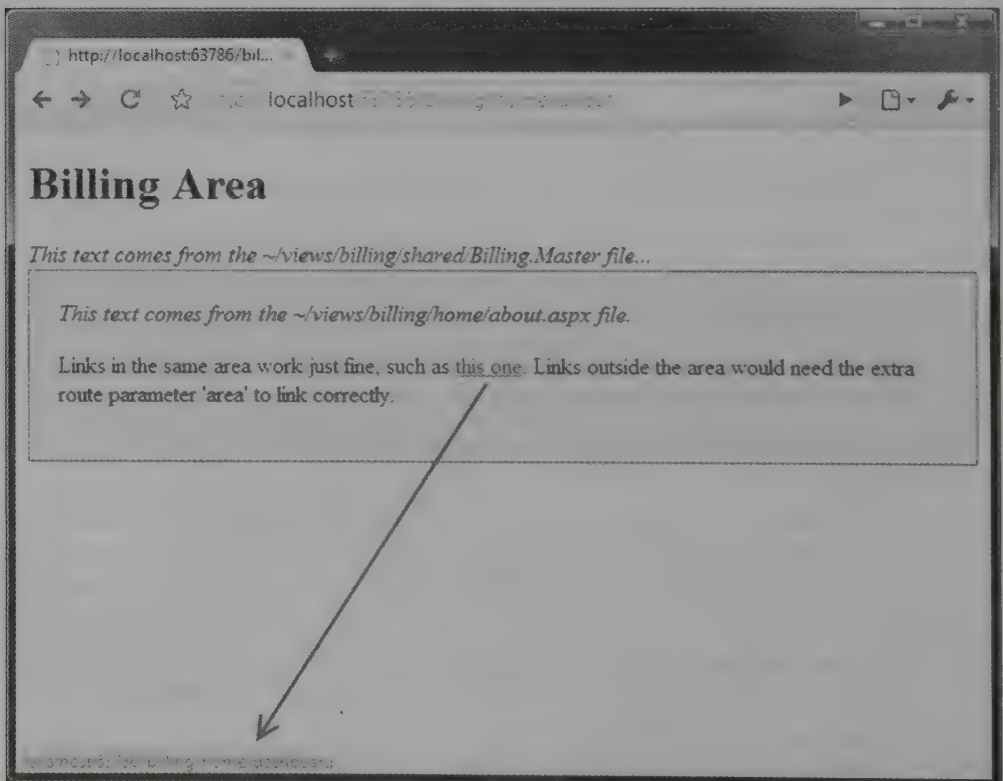 http://localhost:63786/bil...
localhost
Billing Area
This text comes from the ~/views/billing/shared/Billing.Master file...
This text comes from the ~/views/billing/home/about.aspx file.
Links in the same area work just fine, such as this one. Links outside the area would need the extra
route parameter 'area' to link correctly.